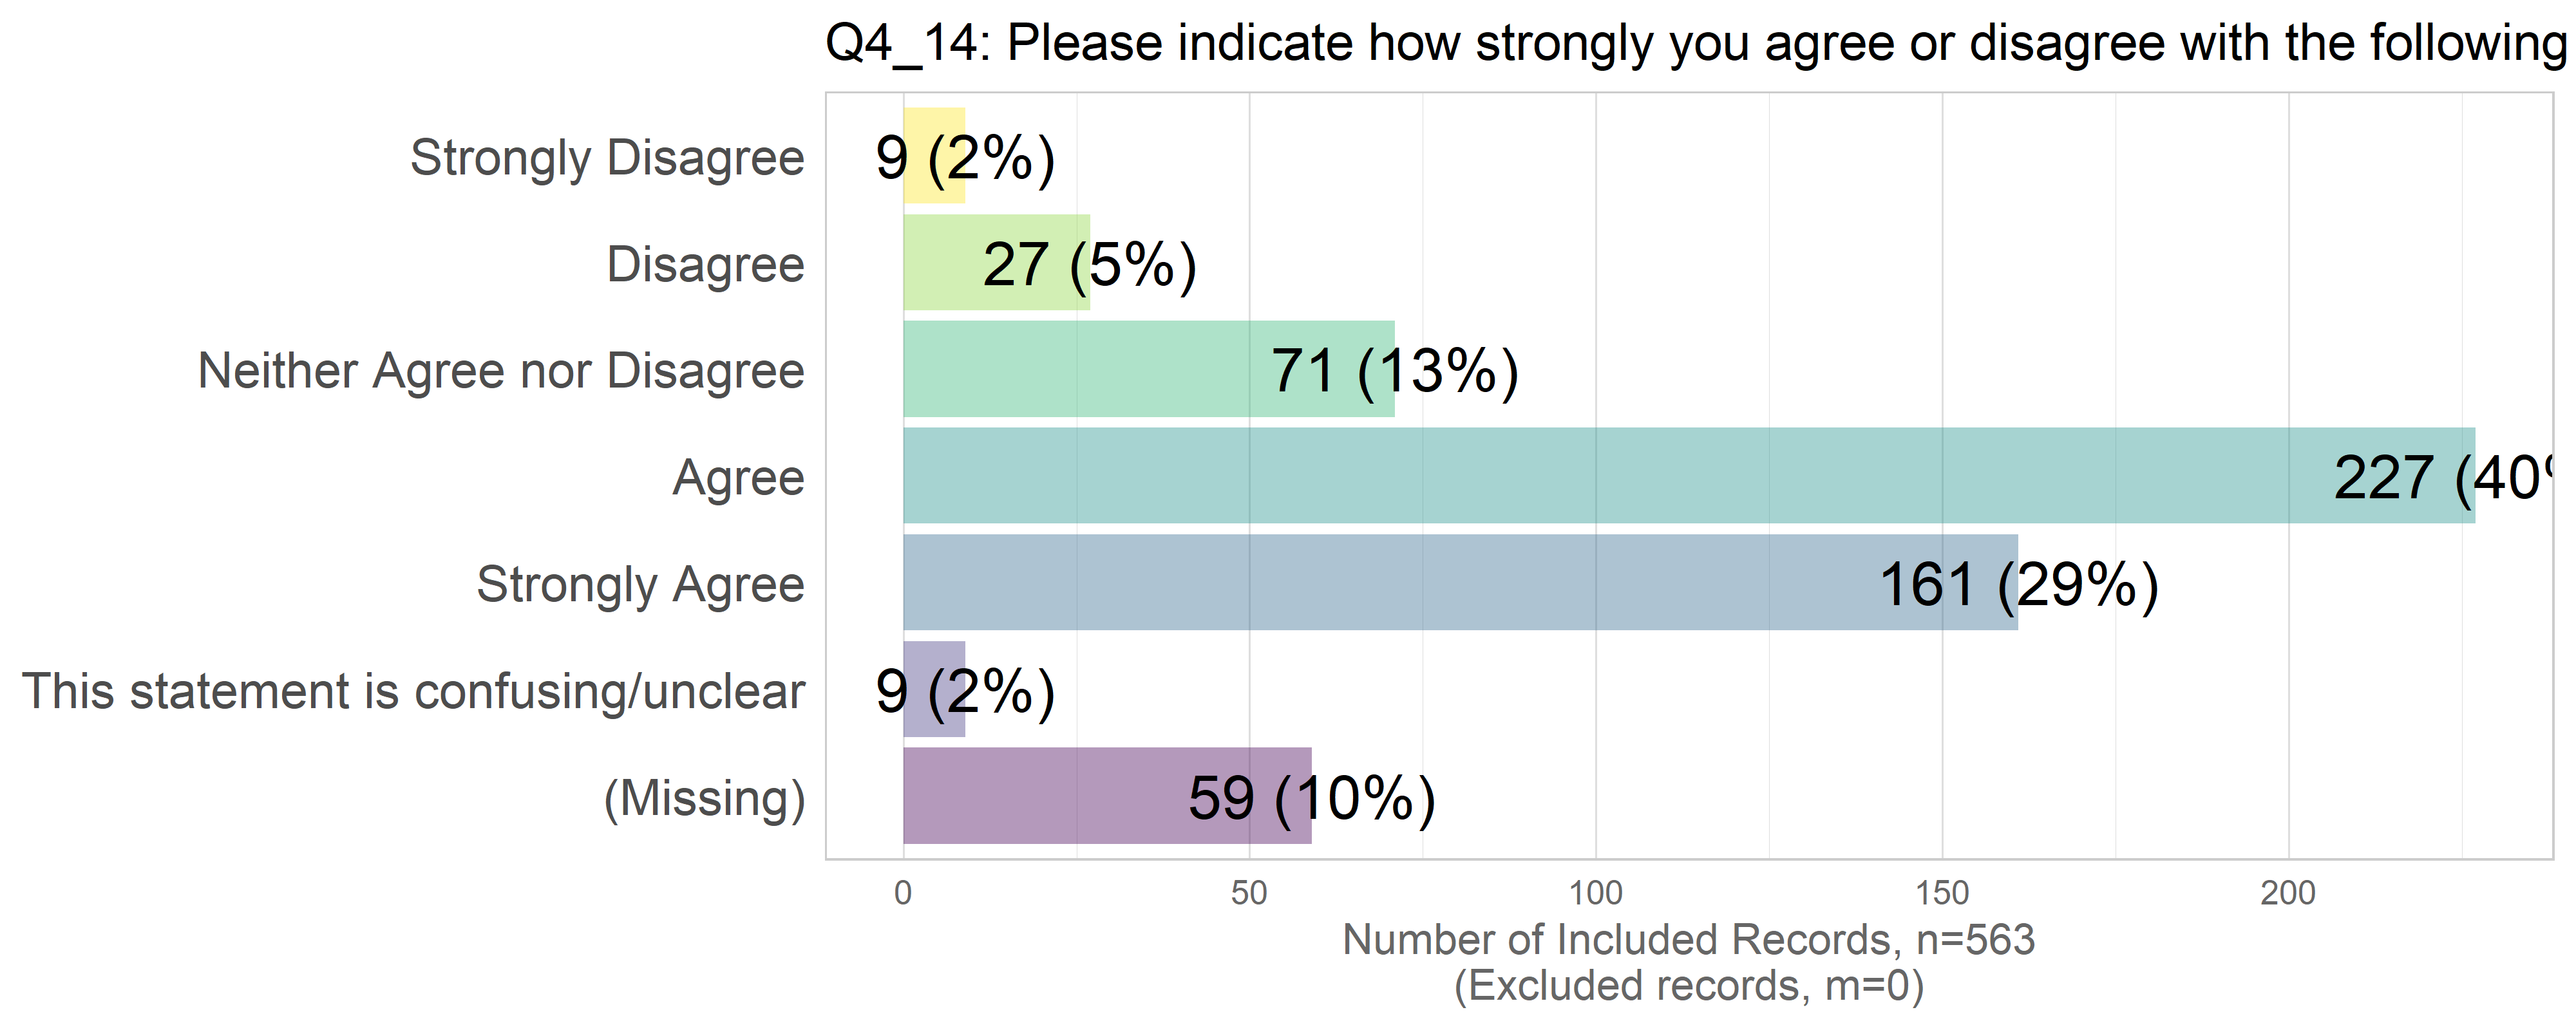 Q4_14: Please indicate how strongly you agree or disagree with the following
Strongly Disagree
9 (2%)
Disagree
27 (5%)
Neither Agree nor Disagree
71 (13%)
Agree
227 (40%
Strongly Agree
161 (29%)
This statement is confusing/unclear
9 (2%)
(Missing)
59 (10%)
0 50 100 150 200
Number of Included Records, n=563
(Excluded records, m=0)